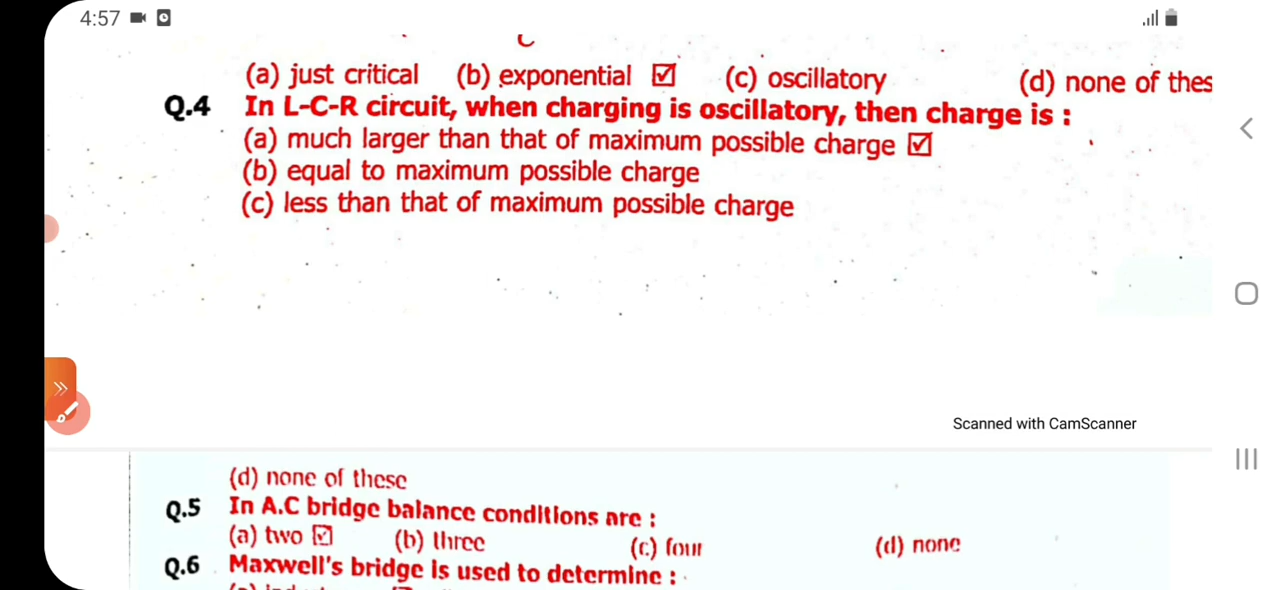 4:57
(a) just critical (b) exponential ☑ (c) oscillatory (d) none of thes
Q.4 In L-C-R circuit, when charging is oscillatory, then charge is :
(a) much larger than that of maximum possible charge ☑
(b) equal to maximum possible charge
(c) less than that of maximum possible charge
Scanned with CamScanner
(d) none of these
Q.5 In A.C bridge balance conditions are :
(a) two ☑ (b) three (c) four (d) none
Q.6 Maxwell's bridge is used to determine :